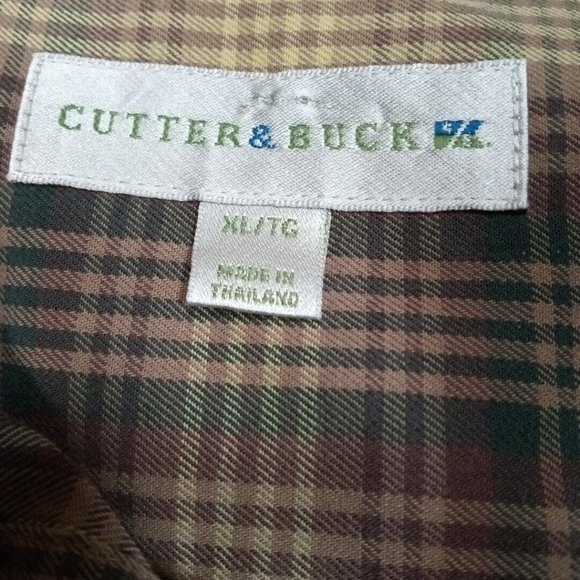 CUTTER & BUCK
XL/TG
MADE IN
THAILAND